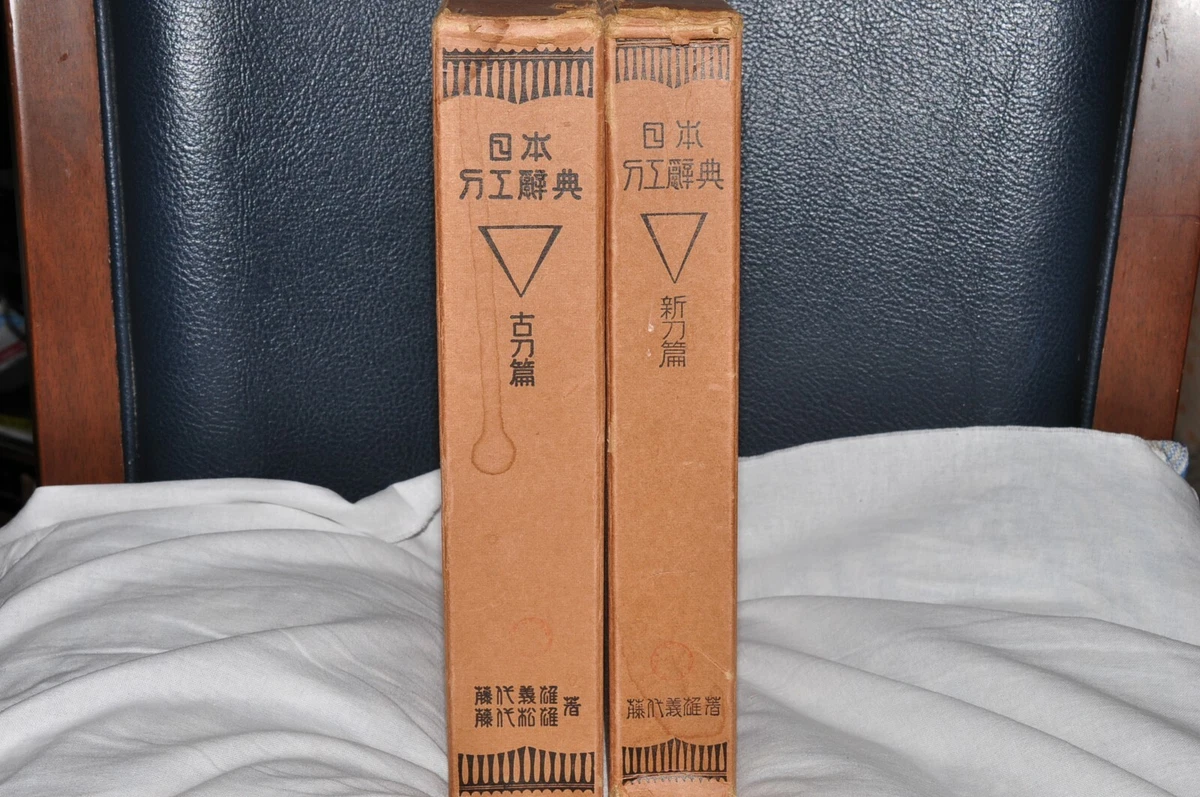 日本
刀工辭典
古刀篇
藤代義雄
藤代松雄 著
日本
刀工辭典
新刀篇
藤代義雄著